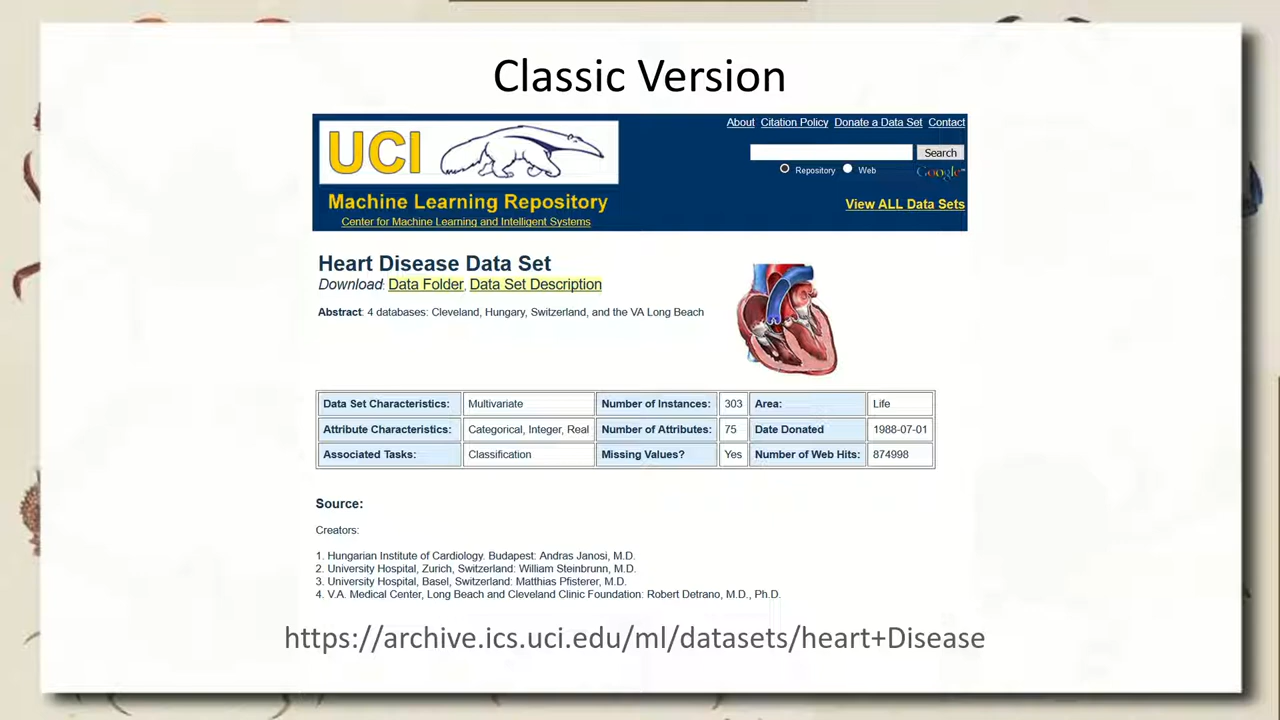 Classic Version
UCI
About Citation Policy Donate a Data Set Contact
Search
Repository Web Google™
Machine Learning Repository
View ALL Data Sets
Center for Machine Learning and Intelligent Systems
Heart Disease Data Set
Download: Data Folder, Data Set Description
Abstract: 4 databases: Cleveland, Hungary, Switzerland, and the VA Long Beach
Data Set Characteristics: Multivariate Number of Instances: 303 Area: Life
Attribute Characteristics: Categorical, Integer, Real Number of Attributes: 75 Date Donated 1988-07-01
Associated Tasks: Classification Missing Values? Yes Number of Web Hits: 874998
Source:
Creators:
1. Hungarian Institute of Cardiology. Budapest: Andras Janosi, M.D.
2. University Hospital, Zurich, Switzerland: William Steinbrunn, M.D.
3. University Hospital, Basel, Switzerland: Matthias Pfisterer, M.D.
4. V.A. Medical Center, Long Beach and Cleveland Clinic Foundation: Robert Detrano, M.D., Ph.D.
https://archive.ics.uci.edu/ml/datasets/heart+Disease